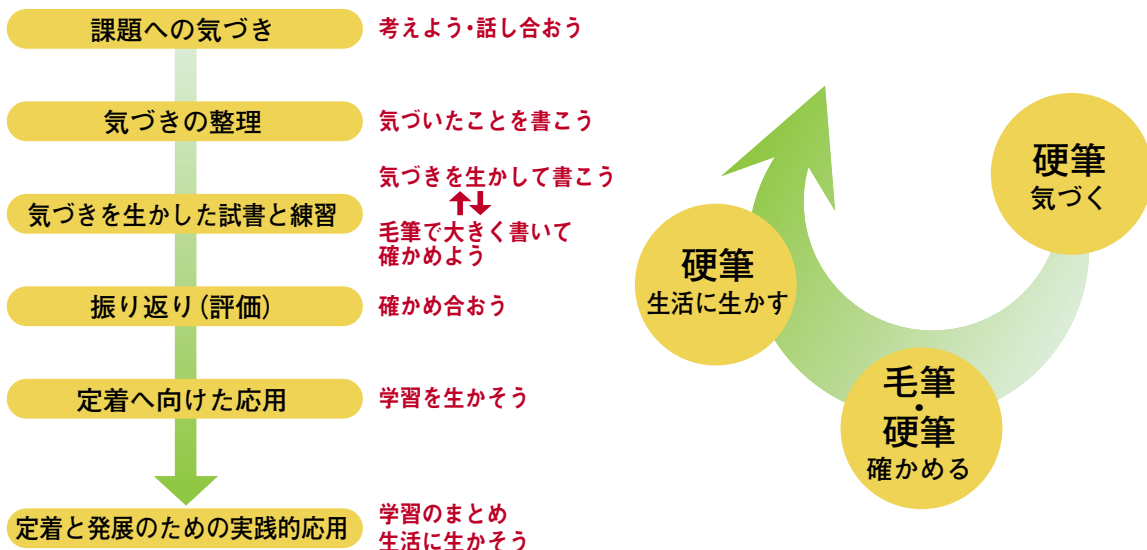 課題への気づき
考えよう・話し合おう
気づきの整理
気づいたことを書こう
気づきを生かした試書と練習
気づきを生かして書こう
毛筆で大きく書いて
確かめよう
振り返り(評価)
確かめ合おう
定着へ向けた応用
学習を生かそう
定着と発展のための実践的応用
学習のまとめ
生活に生かそう
硬筆
気づく
毛筆
・
硬筆
確かめる
硬筆
生活に生かす